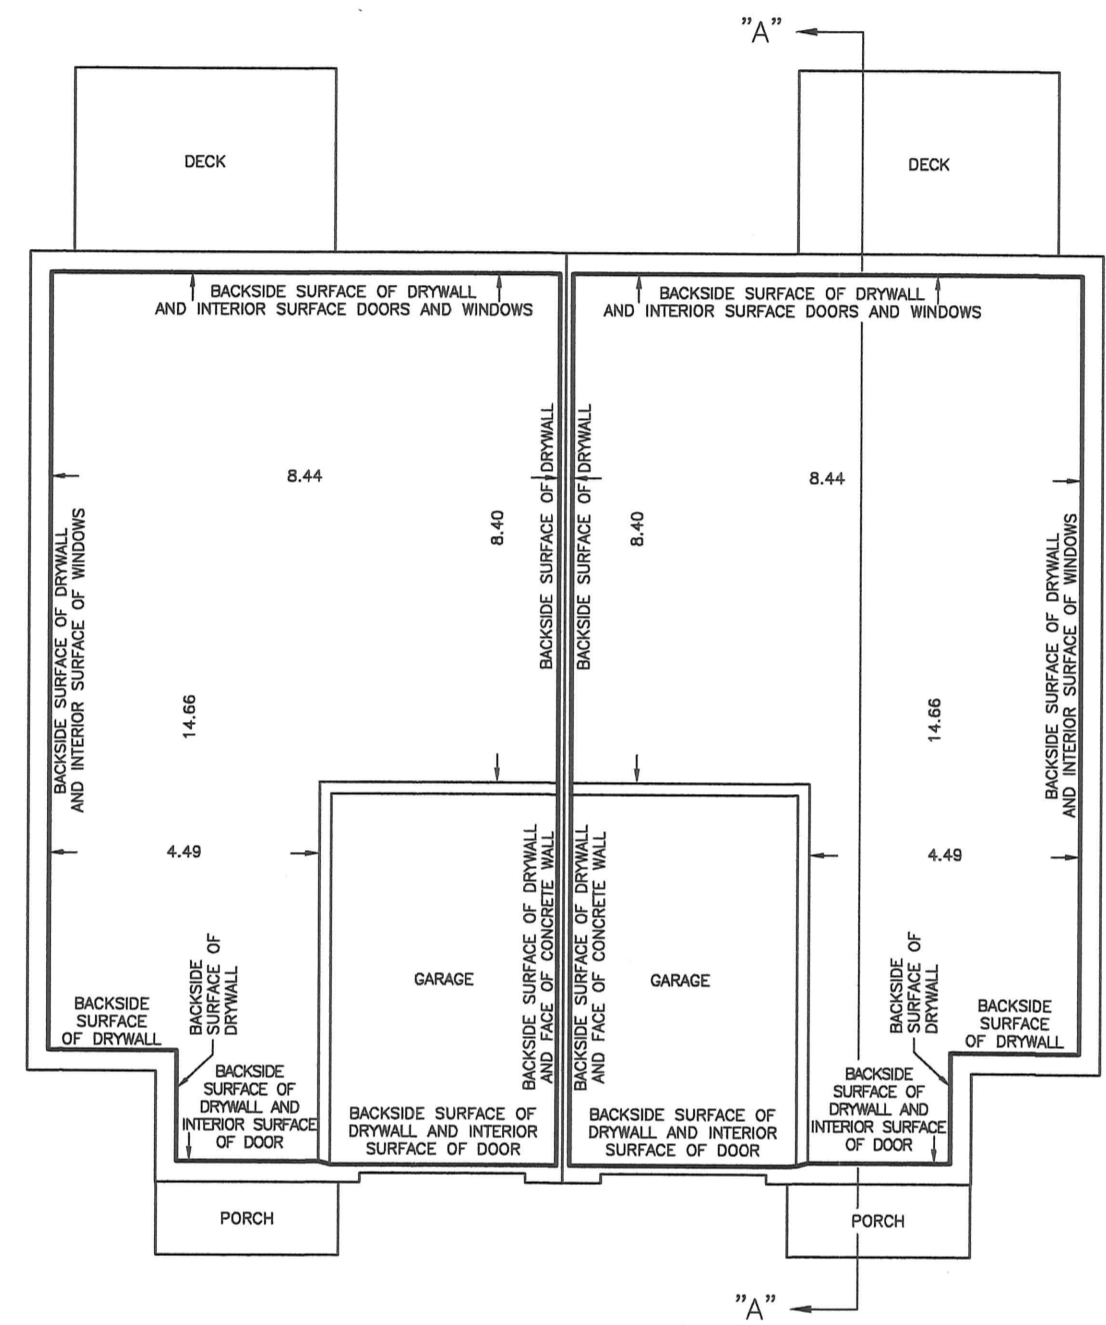 "A"
DECK
DECK
BACKSIDE SURFACE OF DRYWALL
AND INTERIOR SURFACE DOORS AND WINDOWS
BACKSIDE SURFACE OF DRYWALL
AND INTERIOR SURFACE DOORS AND WINDOWS
8.44
8.44
BACKSIDE SURFACE OF DRYWALL
AND INTERIOR SURFACE OF WINDOWS
8.40
BACKSIDE SURFACE OF DRYWALL
BACKSIDE SURFACE OF DRYWALL
8.40
BACKSIDE SURFACE OF DRYWALL
AND INTERIOR SURFACE OF WINDOWS
14.66
14.66
4.49
4.49
BACKSIDE SURFACE OF DRYWALL
AND FACE OF CONCRETE WALL
BACKSIDE SURFACE OF DRYWALL
AND FACE OF CONCRETE WALL
GARAGE
GARAGE
BACKSIDE
SURFACE
OF DRYWALL
BACKSIDE
SURFACE OF
DRYWALL
BACKSIDE
SURFACE OF
DRYWALL
BACKSIDE
SURFACE
OF DRYWALL
BACKSIDE
SURFACE OF
DRYWALL AND
INTERIOR SURFACE
OF DOOR
BACKSIDE SURFACE OF
DRYWALL AND INTERIOR
SURFACE OF DOOR
BACKSIDE SURFACE OF
DRYWALL AND INTERIOR
SURFACE OF DOOR
BACKSIDE
SURFACE OF
DRYWALL AND
INTERIOR SURFACE
OF DOOR
PORCH
PORCH
"A"